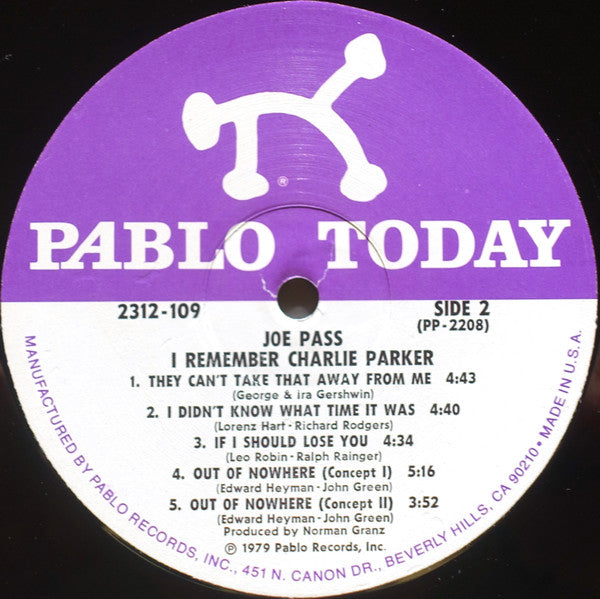 ®
PABLO TODAY
2312-109
SIDE 2
(PP-2208)
JOE PASS
I REMEMBER CHARLIE PARKER
1. THEY CAN'T TAKE THAT AWAY FROM ME 4:43
(George & ira Gershwin)
2. I DIDN'T KNOW WHAT TIME IT WAS 4:40
(Lorenz Hart - Richard Rodgers)
3. IF I SHOULD LOSE YOU 4:34
(Leo Robin - Ralph Rainger)
4. OUT OF NOWHERE (Concept I) 5:16
(Edward Heyman - John Green)
5. OUT OF NOWHERE (Concept II) 3:52
(Edward Heyman - John Green)
Produced by Norman Granz
℗ 1979 Pablo Records, Inc.
MANUFACTURED BY PABLO RECORDS, INC., 451 N. CANON DR., BEVERLY HILLS, CA 90210 • MADE IN U.S.A.